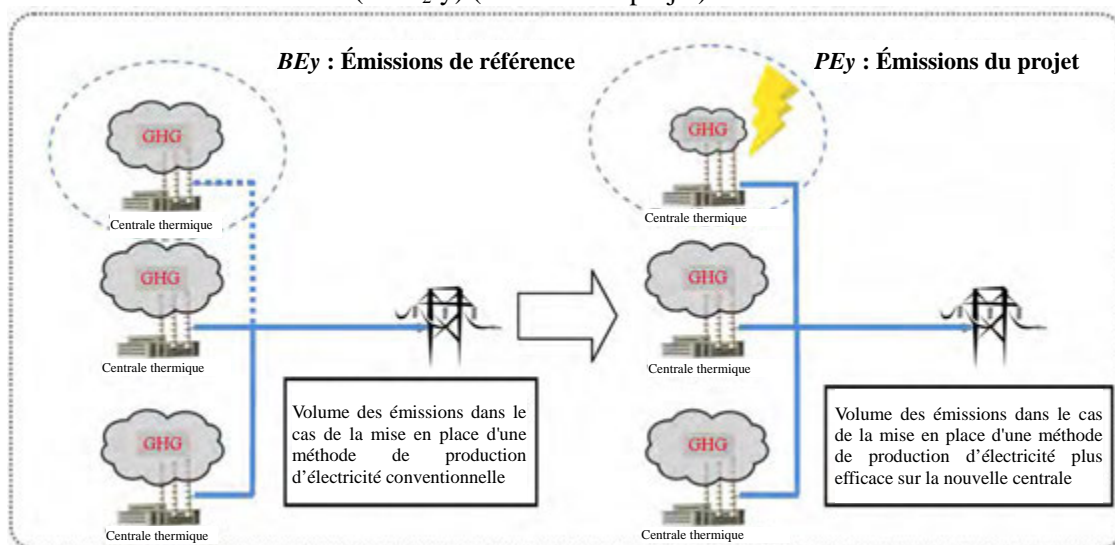 BEy : Émissions de référence
GHG
Centrale thermique
GHG
Centrale thermique
GHG
Centrale thermique
Volume des émissions dans le
cas de la mise en place d'une
méthode de production
d’électricité conventionnelle
PEy : Émissions du projet
GHG
Centrale thermique
GHG
Centrale thermique
GHG
Centrale thermique
Volume des émissions dans le cas
de la mise en place d'une méthode
de production d’électricité plus
efficace sur la nouvelle centrale